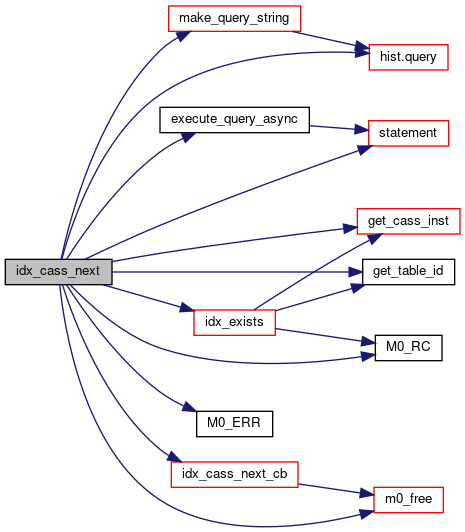 make_query_string
hist.query
execute_query_async
statement
get_cass_inst
idx_cass_next
get_table_id
idx_exists
M0_RC
M0_ERR
idx_cass_next_cb
m0_free